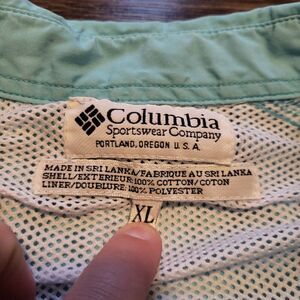 Columbia
Sportswear Company
PORTLAND, OREGON U.S.A.
MADE IN SRI LANKA/FABRIQUE AU SRI LANKA
SHELL/EXTERIEUR:100% COTTON/COTON
LINER/DOUBLURE:100% POLYESTER
XL